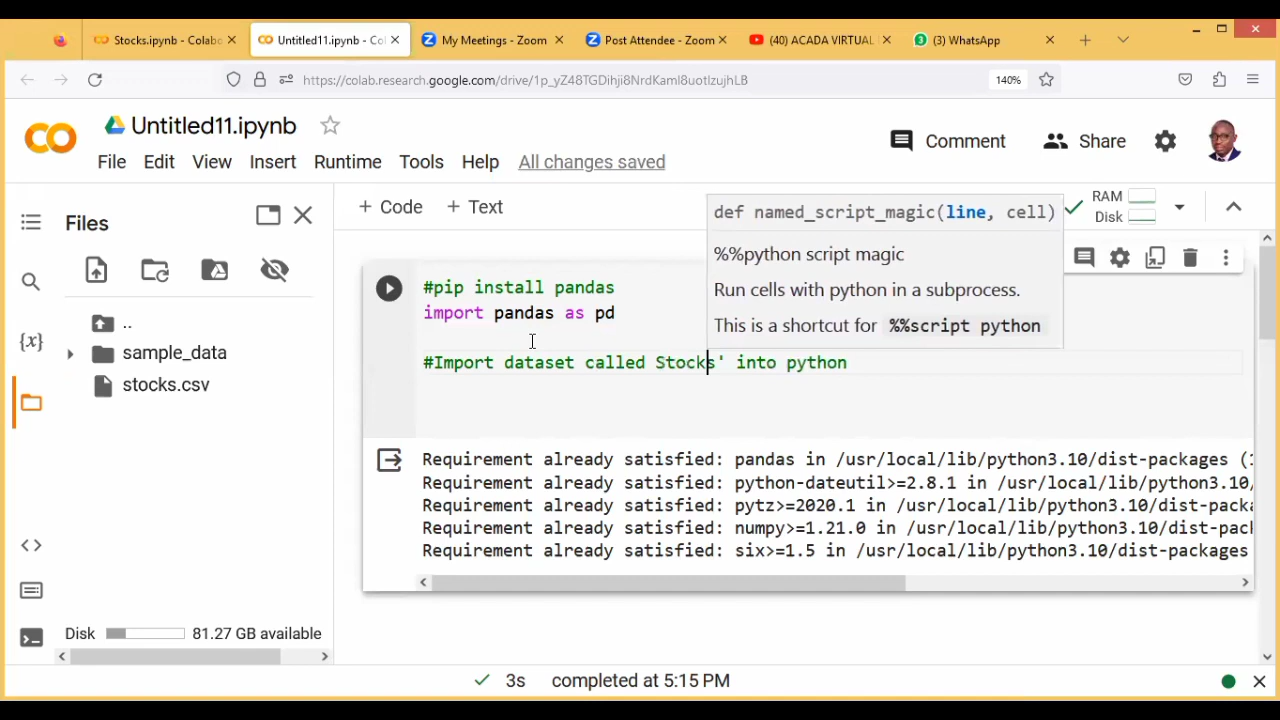 Stocks.ipynb - Colabo
Untitled11.ipynb - Col
My Meetings - Zoom
Post Attendee - Zoom
(40) ACADA VIRTUAL
(3) WhatsApp
https://colab.research.google.com/drive/1p_yZ48TGDihji8NrdKaml8uotlzujhLB
140%
Untitled11.ipynb
Comment
Share
File Edit View Insert Runtime Tools Help All changes saved
Files
+ Code + Text
RAM
Disk
..
sample_data
stocks.csv
def named_script_magic(line, cell)
%%python script magic
Run cells with python in a subprocess.
This is a shortcut for %%script python
#pip install pandas
import pandas as pd
#Import dataset called Stocks' into python
Requirement already satisfied: pandas in /usr/local/lib/python3.10/dist-packages (1
Requirement already satisfied: python-dateutil>=2.8.1 in /usr/local/lib/python3.10/
Requirement already satisfied: pytz>=2020.1 in /usr/local/lib/python3.10/dist-packa
Requirement already satisfied: numpy>=1.21.0 in /usr/local/lib/python3.10/dist-pack
Requirement already satisfied: six>=1.5 in /usr/local/lib/python3.10/dist-packages
Disk 81.27 GB available
3s completed at 5:15 PM